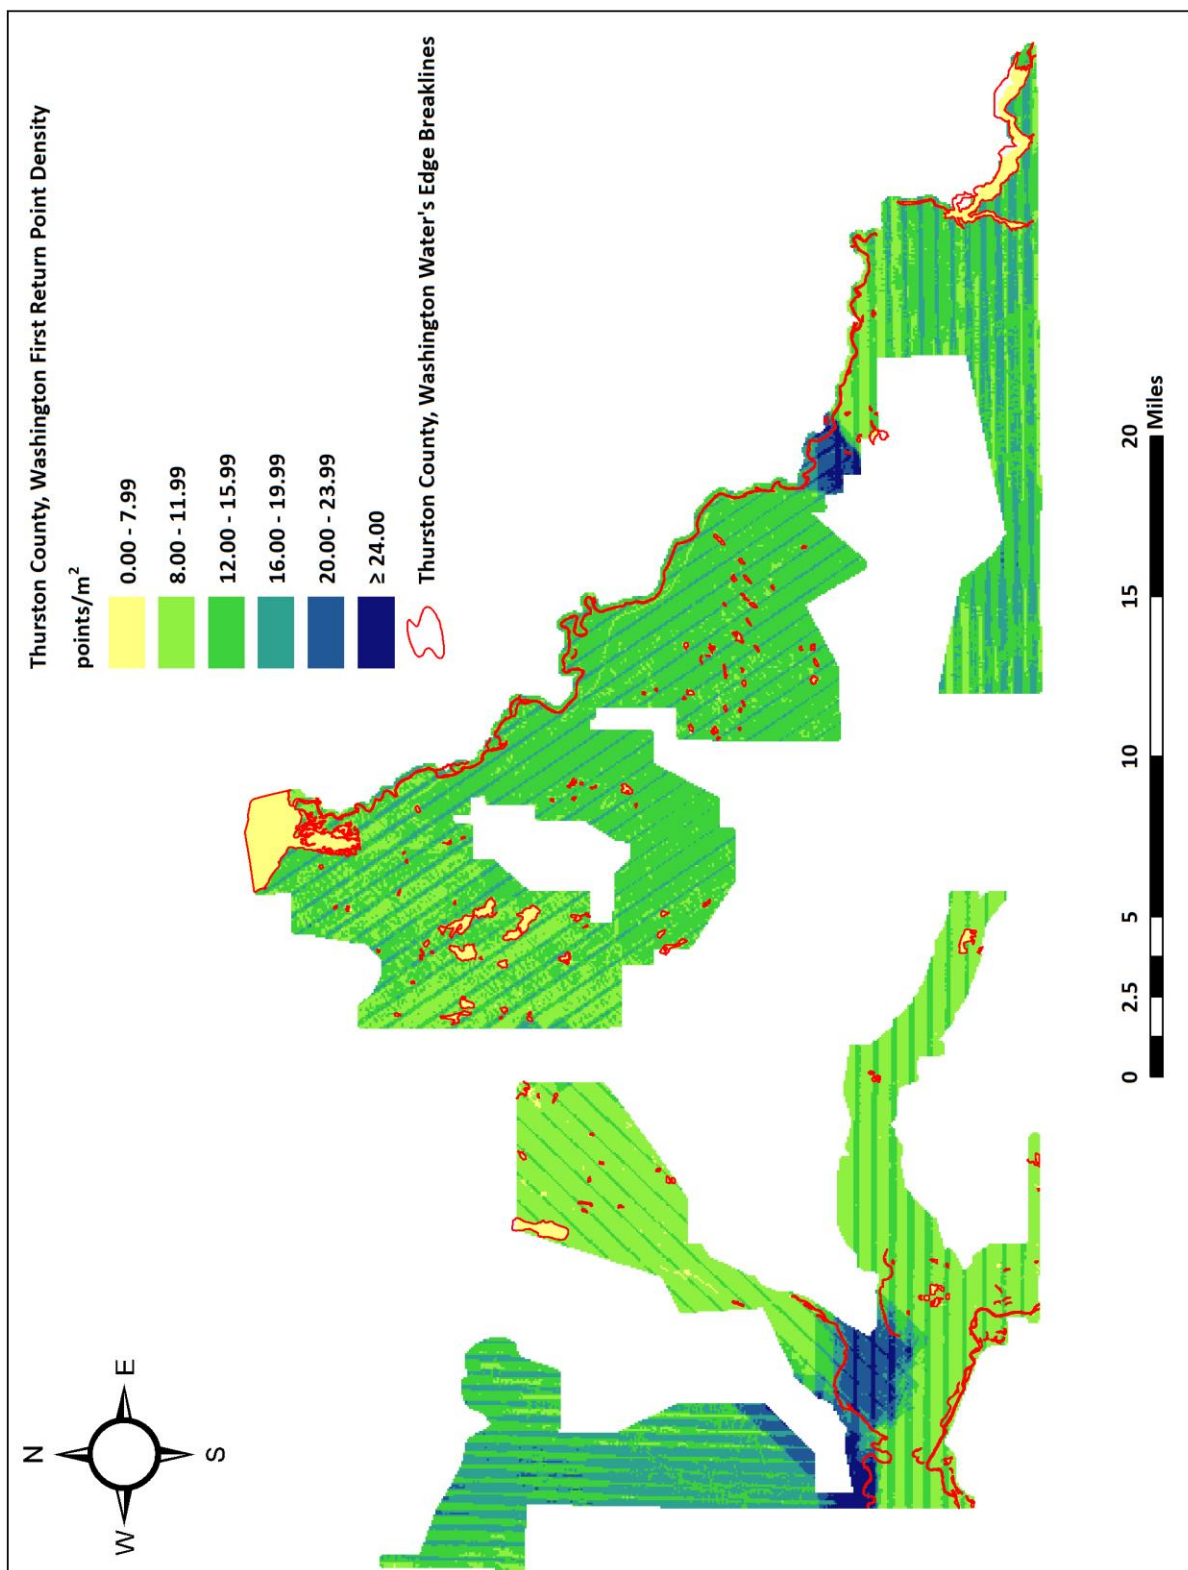 Thurston County, Washington First Return Point Density
points/m²
0.00 - 7.99
8.00 - 11.99
12.00 - 15.99
16.00 - 19.99
20.00 - 23.99
≥ 24.00
Thurston County, Washington Water's Edge Breaklines
N
W
E
S
0 2.5 5 10 15 20
Miles